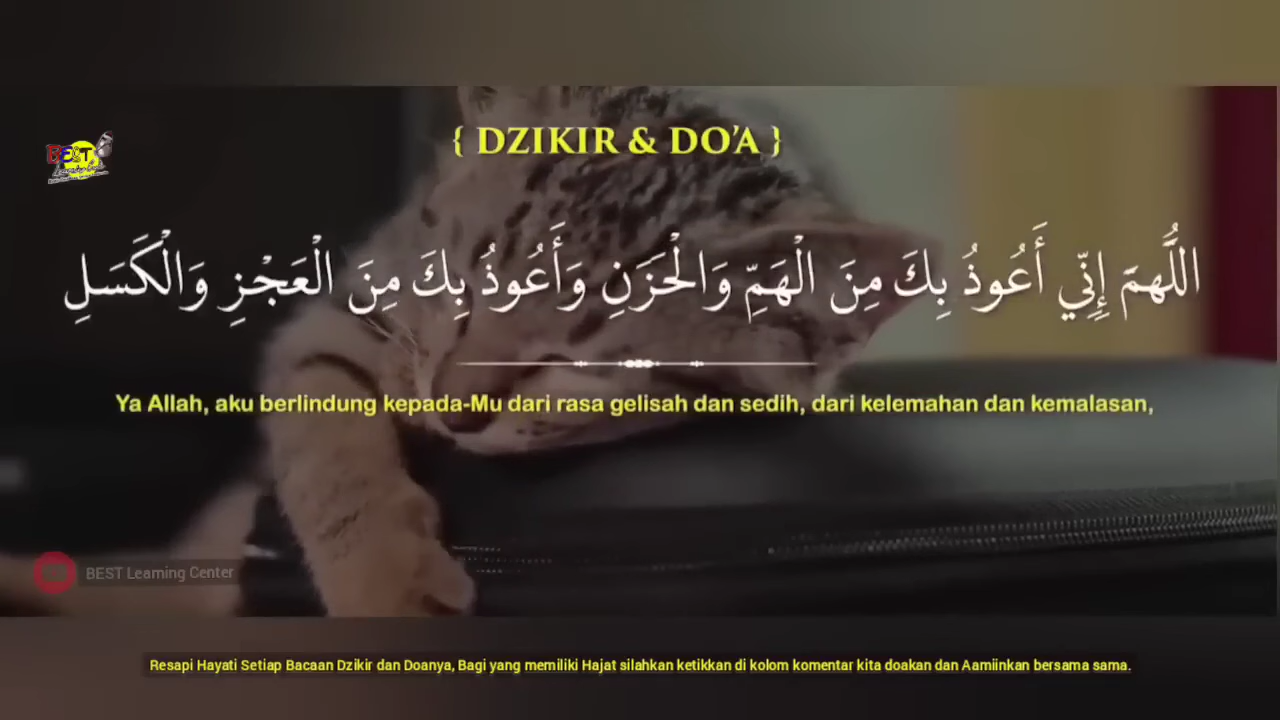 { DZIKIR & DO'A }
BEST
اللَّهُمَّ إِنِّي أَعُوذُ بِكَ مِنَ الْهَمِّ وَالْحَزَنِ وَأَعُوذُ بِكَ مِنَ الْعَجْزِ وَالْكَسَلِ
Ya Allah, aku berlindung kepada-Mu dari rasa gelisah dan sedih, dari kelemahan dan kemalasan,
BEST Learning Center
Resapi Hayati Setiap Bacaan Dzikir dan Doanya, Bagi yang memiliki Hajat silahkan ketikkan di kolom komentar kita doakan dan Aamiinkan bersama sama.